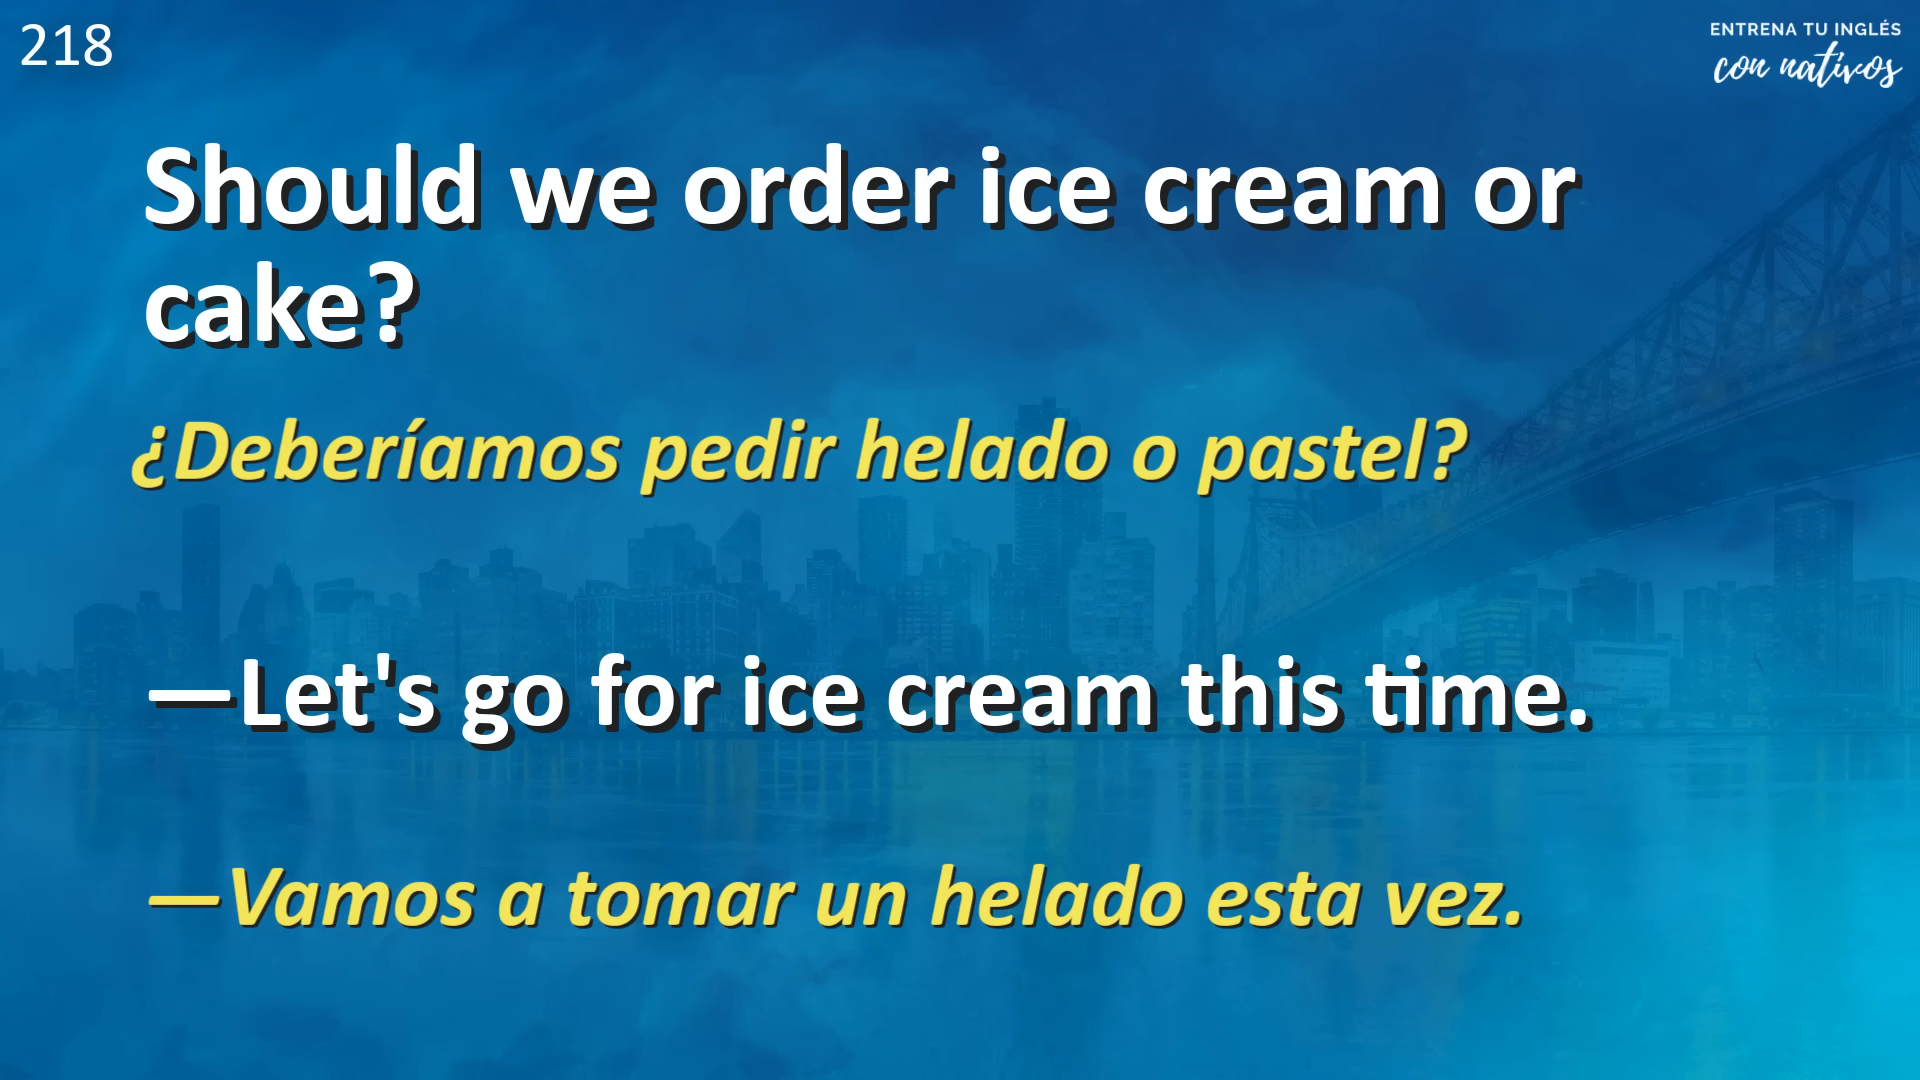 218
ENTRENA TU INGLÉS
con nativos
Should we order ice cream or
cake?
¿Deberíamos pedir helado o pastel?
—Let's go for ice cream this time.
—Vamos a tomar un helado esta vez.